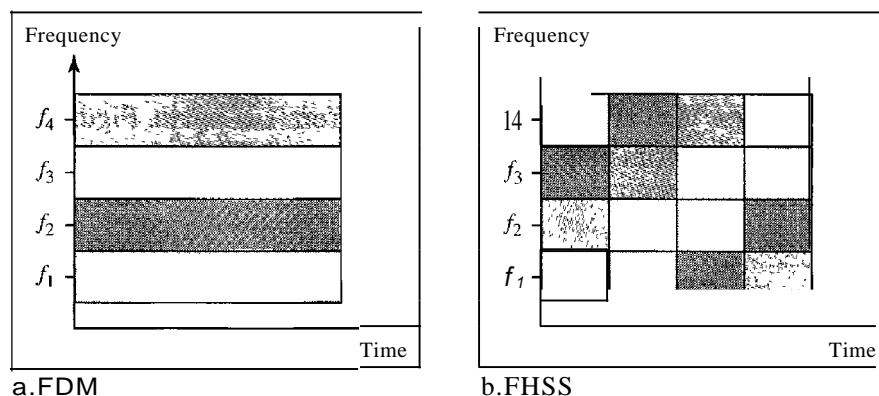 Frequency
f4
f3
f2
f1
Time
a.FDM
Frequency
14
f3
f2
f1
Time
b.FHSS